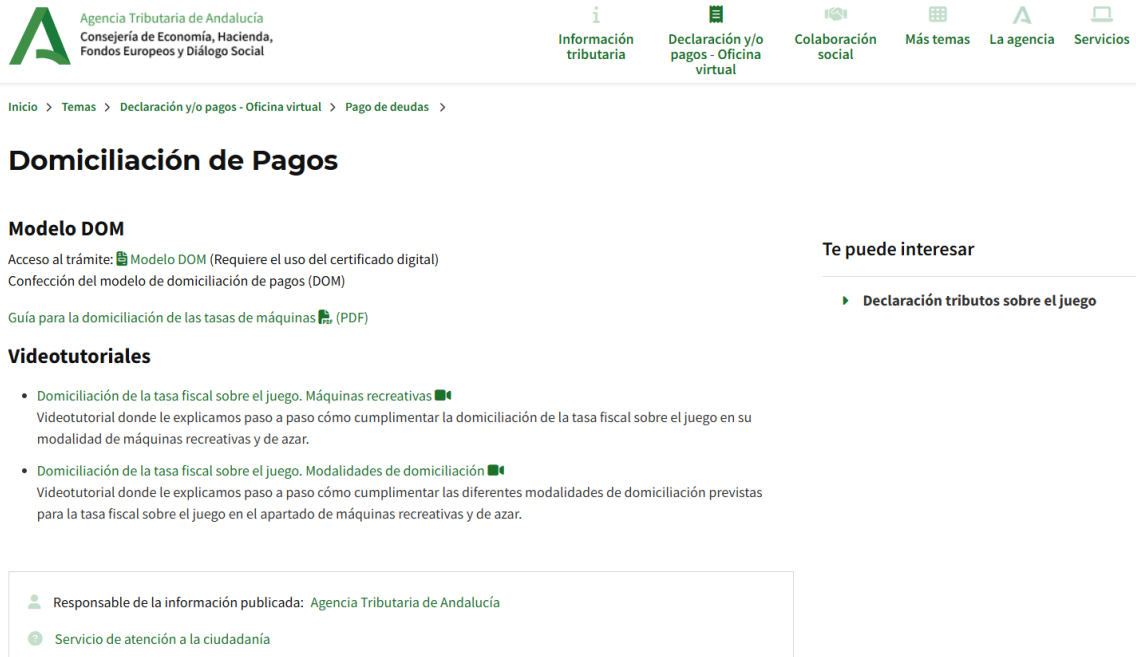 Agencia Tributaria de Andalucía
Consejería de Economía, Hacienda,
Fondos Europeos y Diálogo Social
Información
tributaria
Declaración y/o
pagos - Oficina
virtual
Colaboración
social
Más temas
La agencia
Servicios
Inicio > Temas > Declaración y/o pagos - Oficina virtual > Pago de deudas >
Domiciliación de Pagos
Modelo DOM
Acceso al trámite: Modelo DOM (Requiere el uso del certificado digital)
Confección del modelo de domiciliación de pagos (DOM)
Guía para la domiciliación de las tasas de máquinas (PDF)
Videotutoriales
• Domiciliación de la tasa fiscal sobre el juego. Máquinas recreativas
Videotutorial donde le explicamos paso a paso cómo cumplimentar la domiciliación de la tasa fiscal sobre el juego en su
modalidad de máquinas recreativas y de azar.
• Domiciliación de la tasa fiscal sobre el juego. Modalidades de domiciliación
Videotutorial donde le explicamos paso a paso cómo cumplimentar las diferentes modalidades de domiciliación previstas
para la tasa fiscal sobre el juego en el apartado de máquinas recreativas y de azar.
Te puede interesar
Declaración tributos sobre el juego
Responsable de la información publicada: Agencia Tributaria de Andalucía
Servicio de atención a la ciudadanía